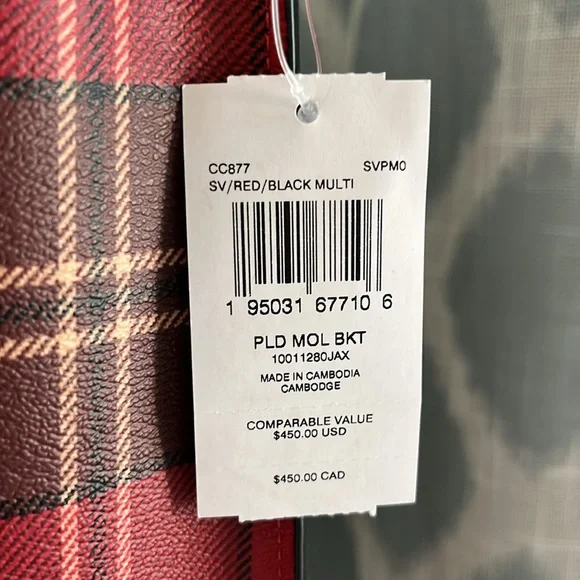 CC877 SVPM0
SV/RED/BLACK MULTI
1 95031 67710 6
PLD MOL BKT
10011280JAX
MADE IN CAMBODIA
CAMBODGE
COMPARABLE VALUE
$450.00 USD
$450.00 CAD